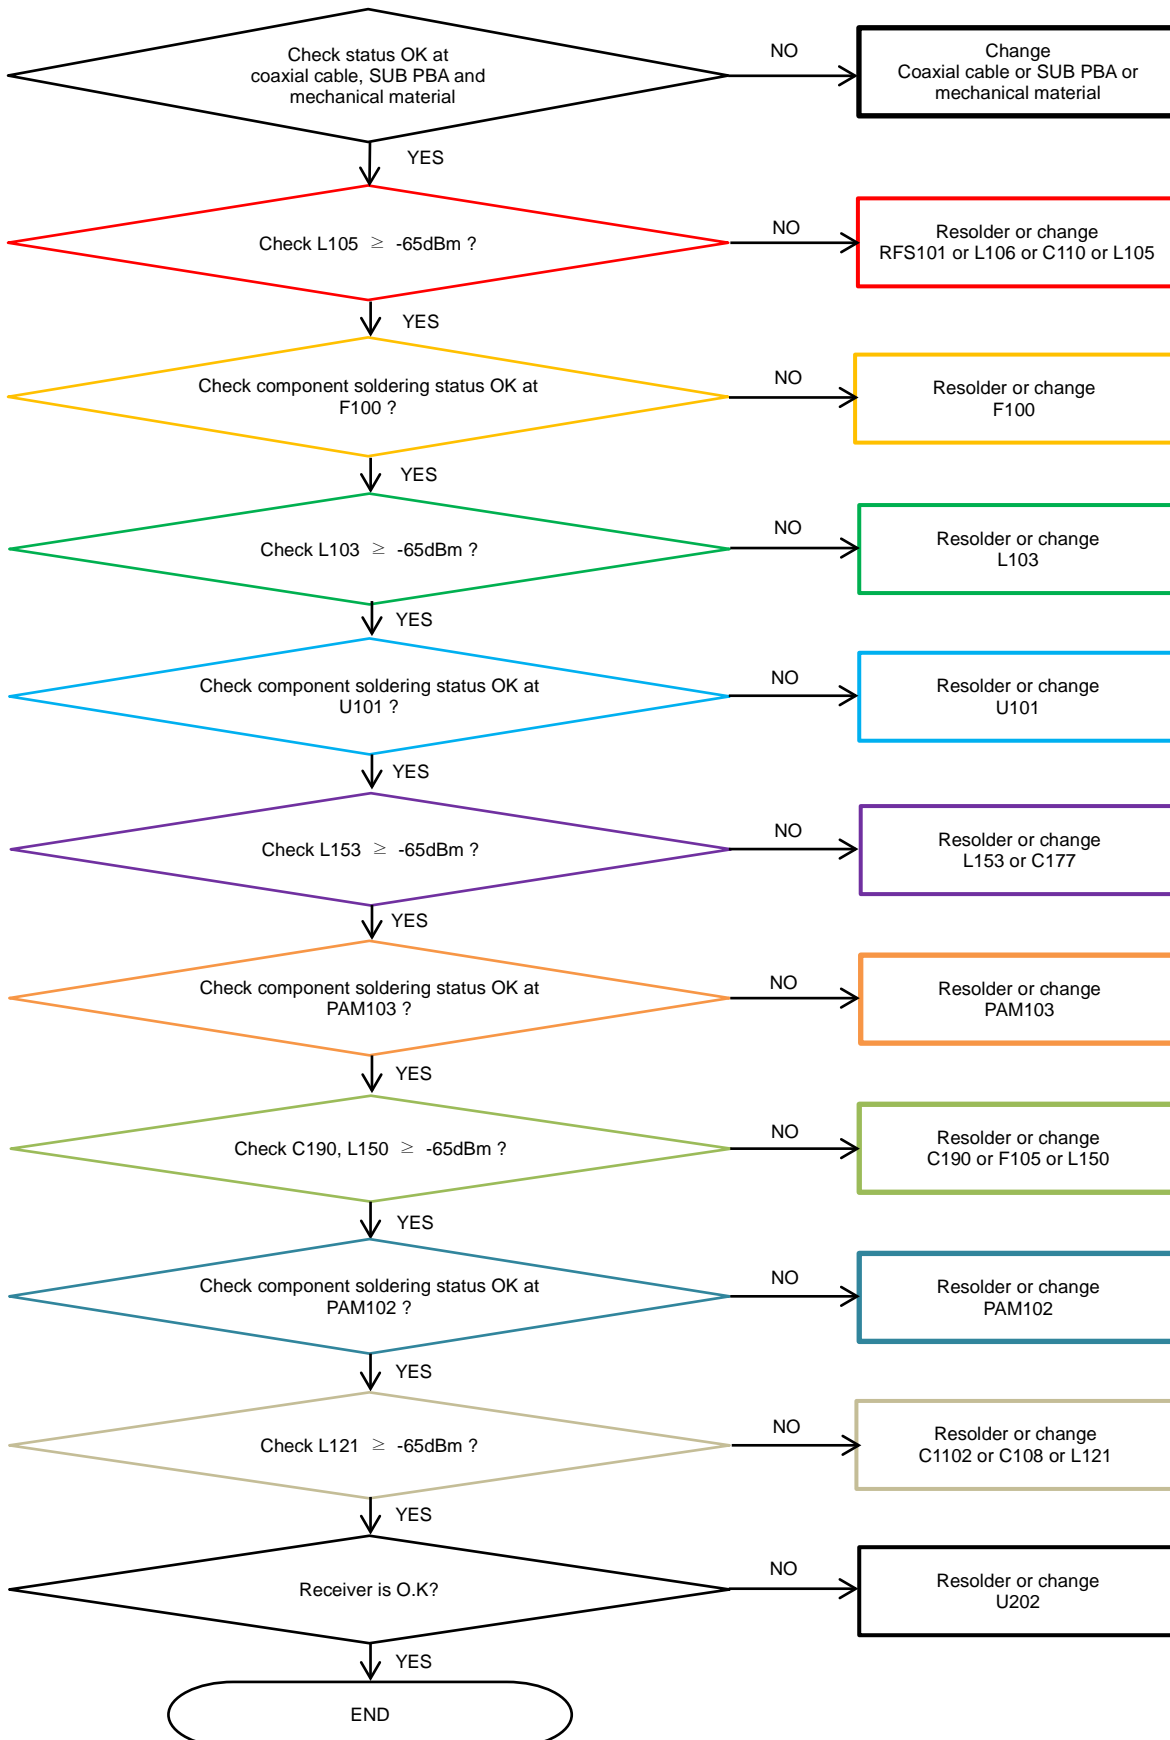 Check status OK at
coaxial cable, SUB PBA and
mechanical material
NO
Change
Coaxial cable or SUB PBA or
mechanical material
YES
Check L105 ≥ -65dBm ?
NO
Resolder or change
RFS101 or L106 or C110 or L105
YES
Check component soldering status OK at
F100 ?
NO
Resolder or change
F100
YES
Check L103 ≥ -65dBm ?
NO
Resolder or change
L103
YES
Check component soldering status OK at
U101 ?
NO
Resolder or change
U101
YES
Check L153 ≥ -65dBm ?
NO
Resolder or change
L153 or C177
YES
Check component soldering status OK at
PAM103 ?
NO
Resolder or change
PAM103
YES
Check C190, L150 ≥ -65dBm ?
NO
Resolder or change
C190 or F105 or L150
YES
Check component soldering status OK at
PAM102 ?
NO
Resolder or change
PAM102
YES
Check L121 ≥ -65dBm ?
NO
Resolder or change
C1102 or C108 or L121
YES
Receiver is O.K?
NO
Resolder or change
U202
YES
END